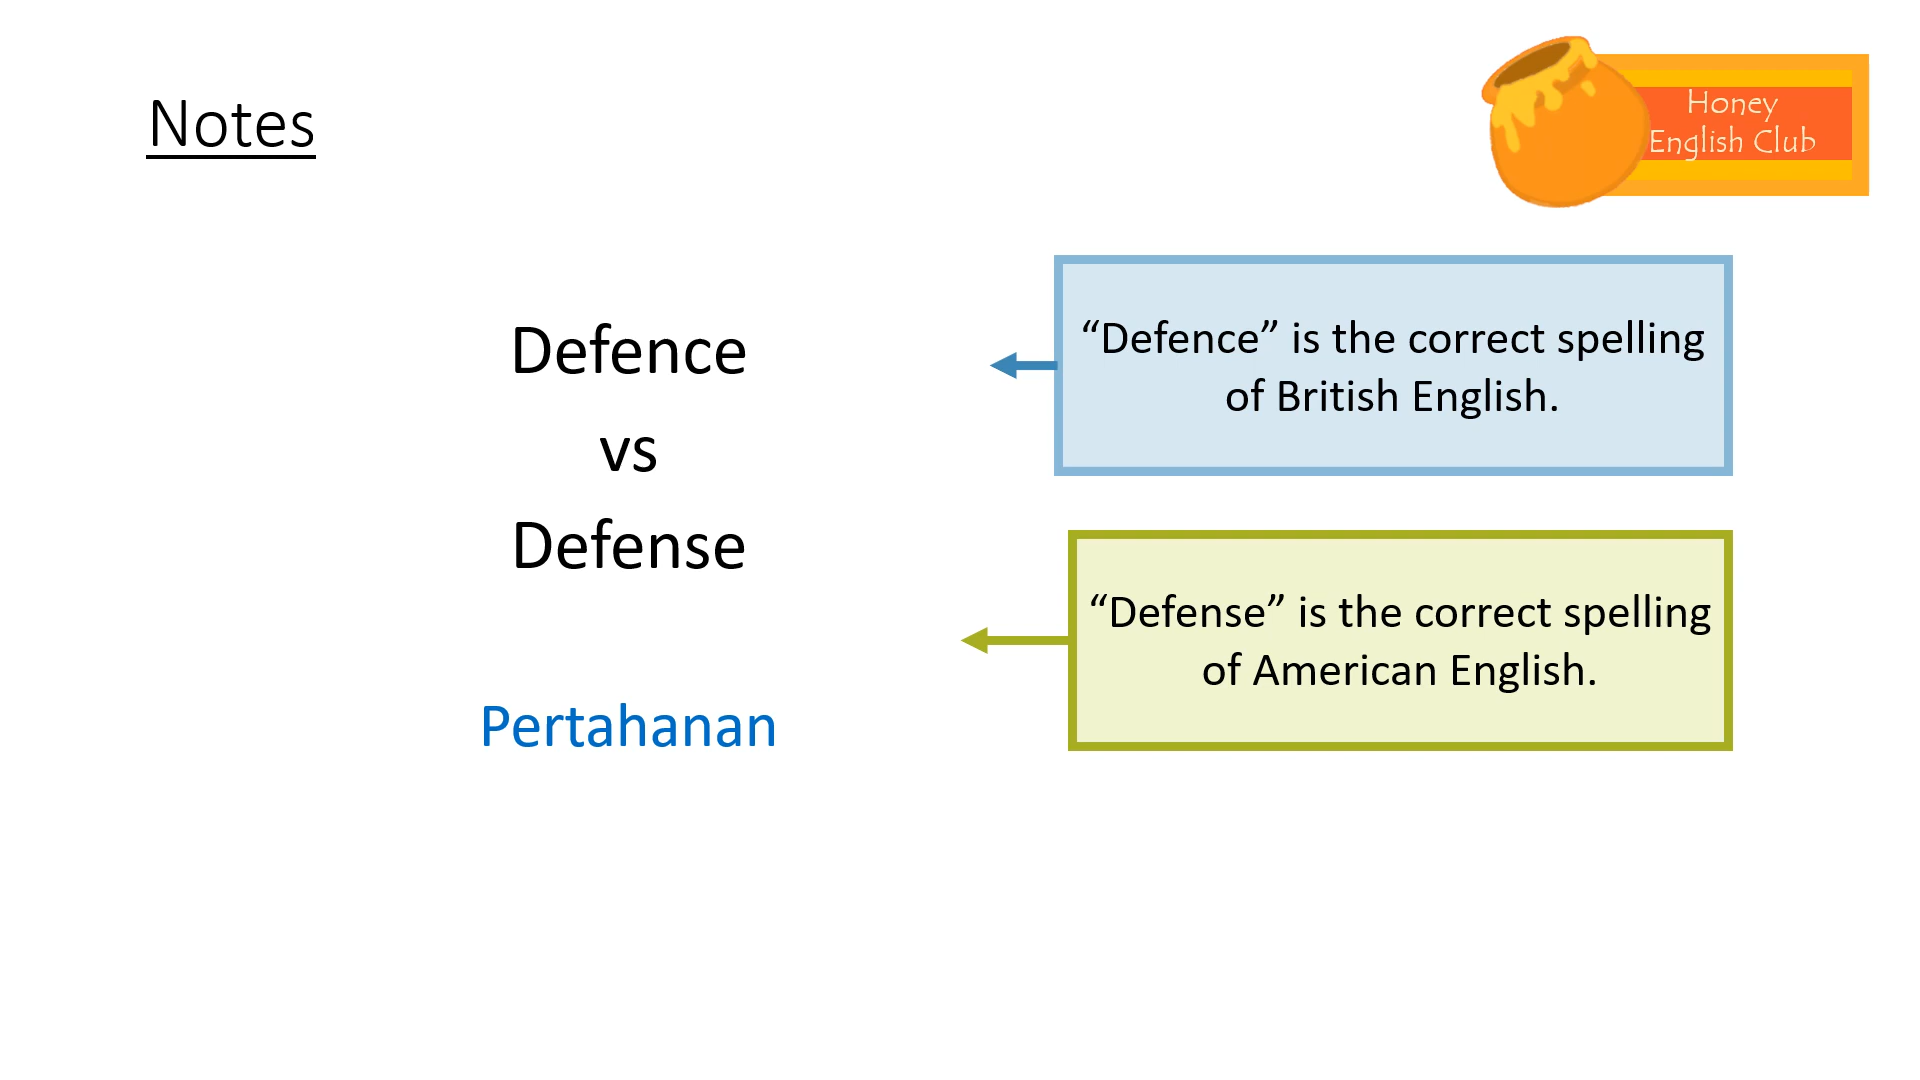 Notes
Honey
English Club
Defence
vs
Defense
Pertahanan
“Defence” is the correct spelling
of British English.
“Defense” is the correct spelling
of American English.